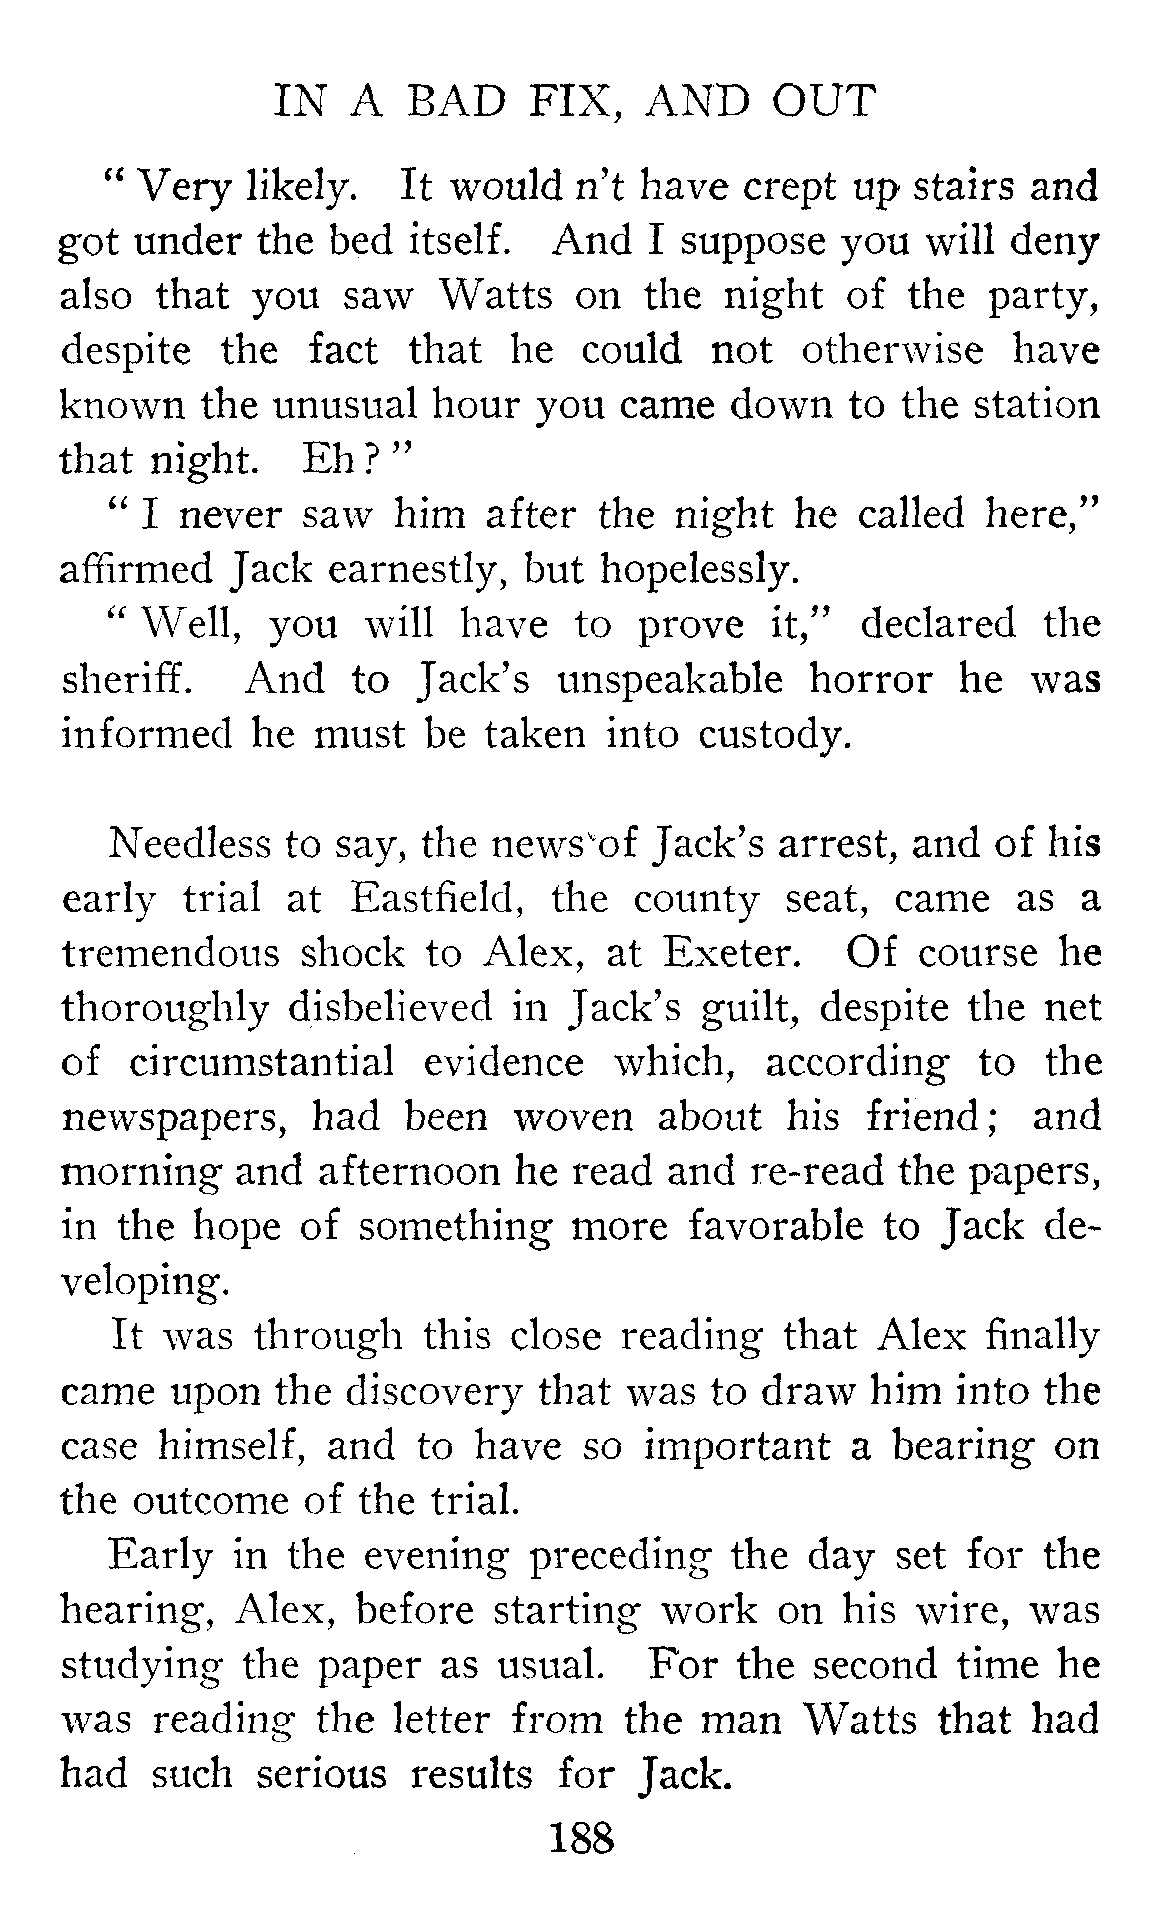 IN A BAD FIX, AND OUT
“ Very likely. It would n’t have crept up stairs and
got under the bed itself. And I suppose you will deny
also that you saw Watts on the night of the party,
despite the fact that he could not otherwise have
known the unusual hour you came down to the station
that night. Eh ? ”
“ I never saw him after the night he called here,”
affirmed Jack earnestly, but hopelessly.
“ Well, you will have to prove it,” declared the
sheriff. And to Jack’s unspeakable horror he was
informed he must be taken into custody.
Needless to say, the news of Jack’s arrest, and of his
early trial at Eastfield, the county seat, came as a
tremendous shock to Alex, at Exeter. Of course he
thoroughly disbelieved in Jack’s guilt, despite the net
of circumstantial evidence which, according to the
newspapers, had been woven about his friend ; and
morning and afternoon he read and re-read the papers,
in the hope of something more favorable to Jack de-
veloping.
It was through this close reading that Alex finally
came upon the discovery that was to draw him into the
case himself, and to have so important a bearing on
the outcome of the trial.
Early in the evening preceding the day set for the
hearing, Alex, before starting work on his wire, was
studying the paper as usual. For the second time he
was reading the letter from the man Watts that had
had such serious results for Jack.
188